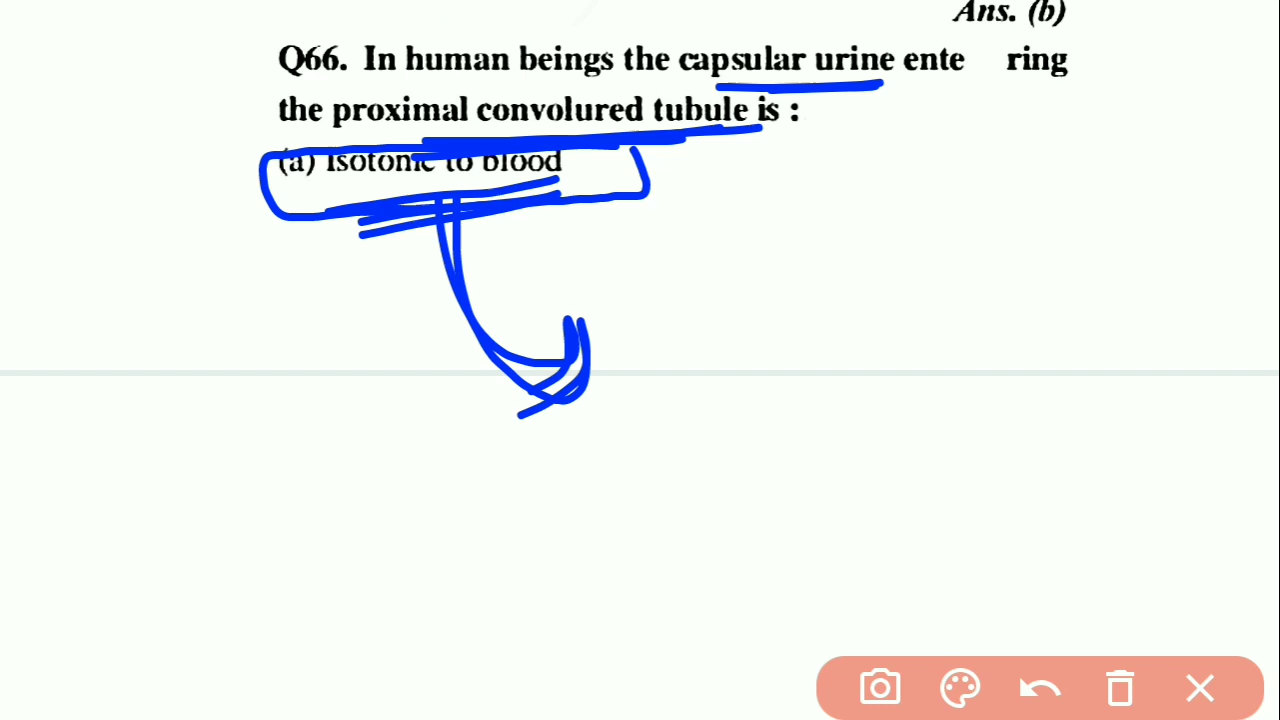 Ans. (b)
Q66. In human beings the capsular urine ente ring
the proximal convolured tubule is :
(a) Isotonic to blood